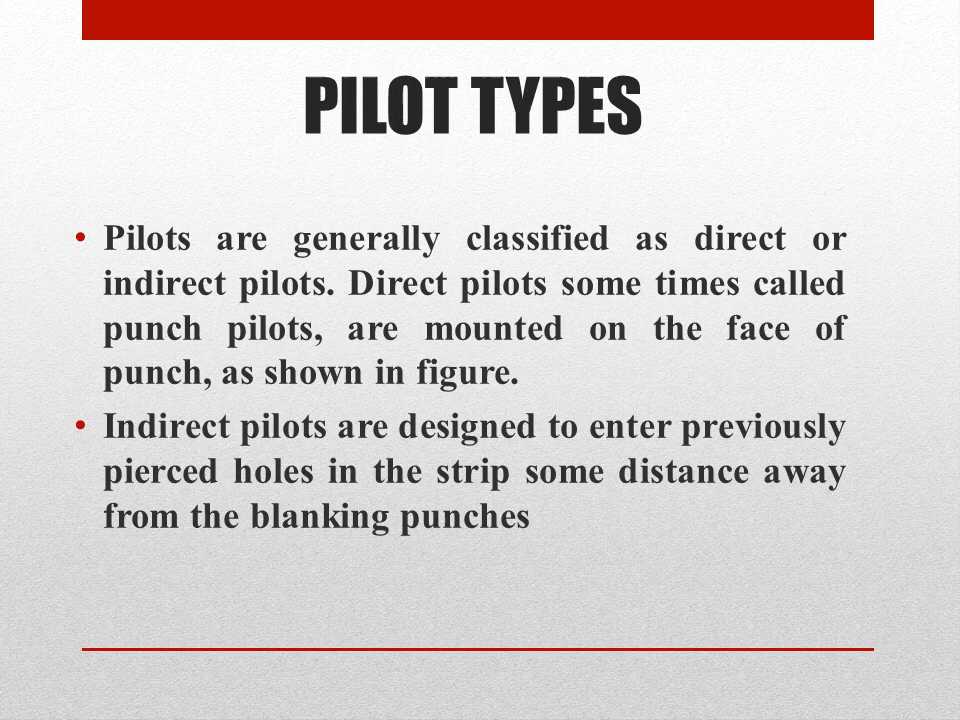 PILOT TYPES
• Pilots are generally classified as direct or
indirect pilots. Direct pilots some times called
punch pilots, are mounted on the face of
punch, as shown in figure.
• Indirect pilots are designed to enter previously
pierced holes in the strip some distance away
from the blanking punches